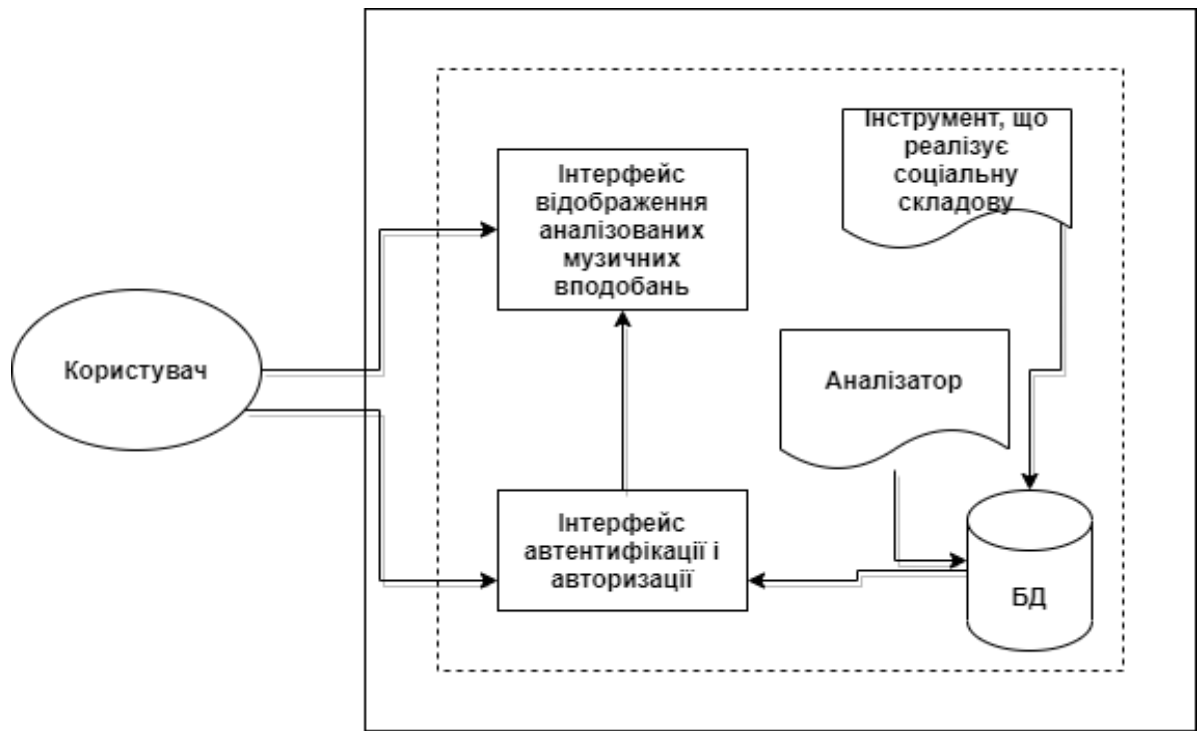 Інструмент, що
реалізує
соціальну
складову
Інтерфейс
відображення
аналізованих
музичних
вподобань
Користувач
Аналізатор
Інтерфейс
автентифікації і
авторизації
БД